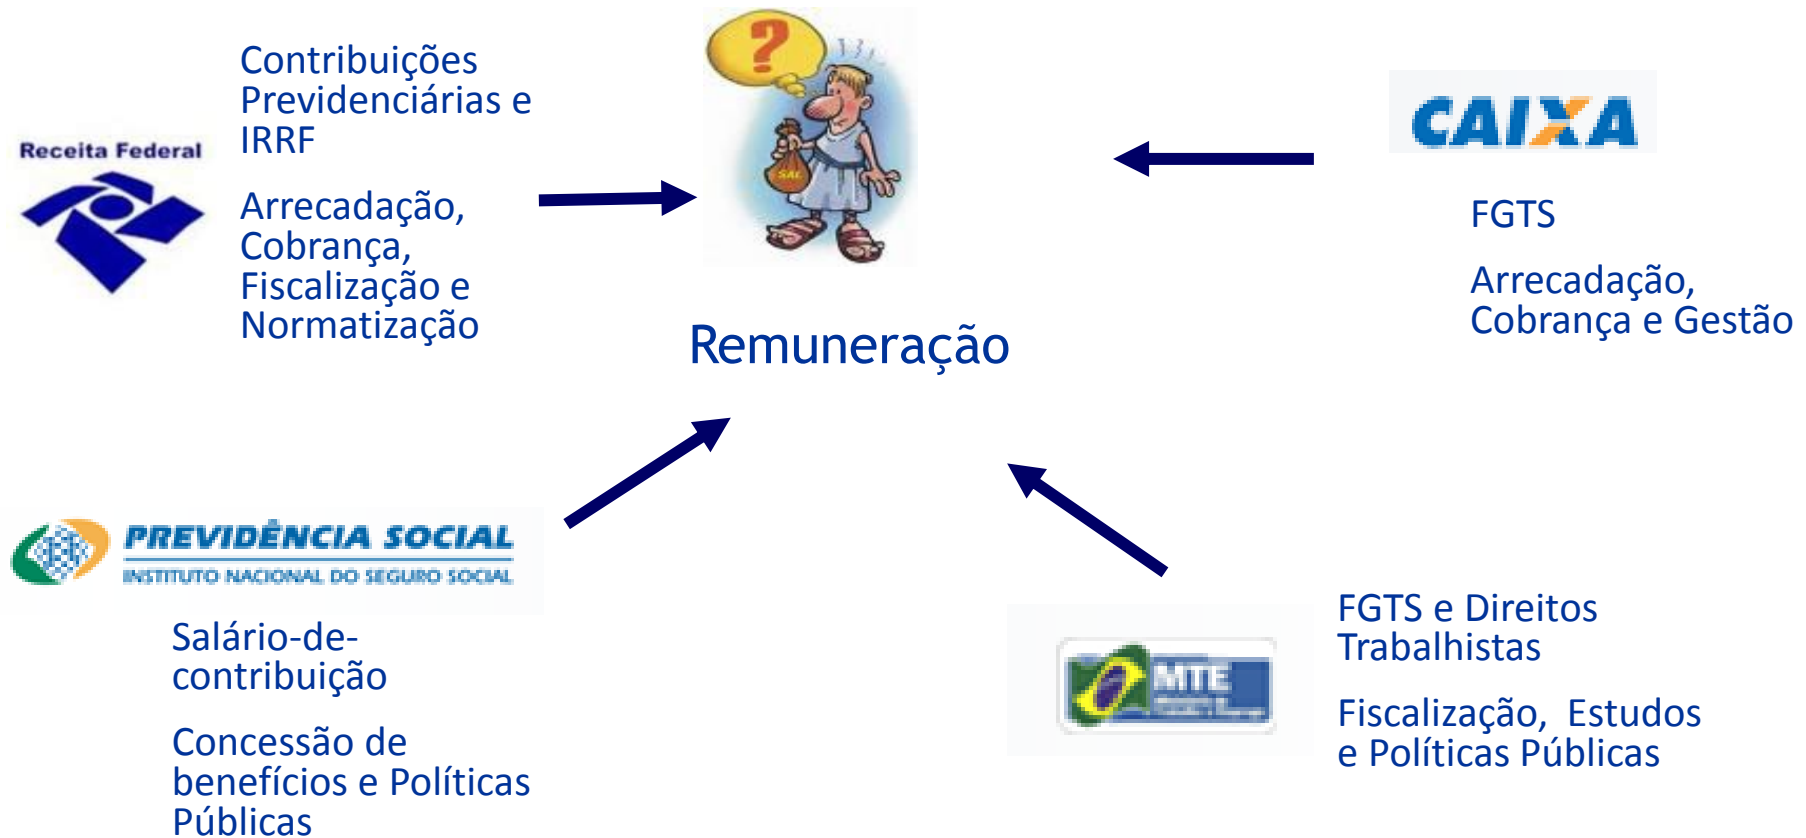 Receita Federal
Contribuições
Previdenciárias e
IRRF
Arrecadação,
Cobrança,
Fiscalização e
Normatização
?
SAL
Remuneração
CAIXA
FGTS
Arrecadação,
Cobrança e Gestão
PREVIDÊNCIA SOCIAL
INSTITUTO NACIONAL DO SEGURO SOCIAL
Salário-de-
contribuição
Concessão de
benefícios e Políticas
Públicas
MTE
FGTS e Direitos
Trabalhistas
Fiscalização, Estudos
e Políticas Públicas